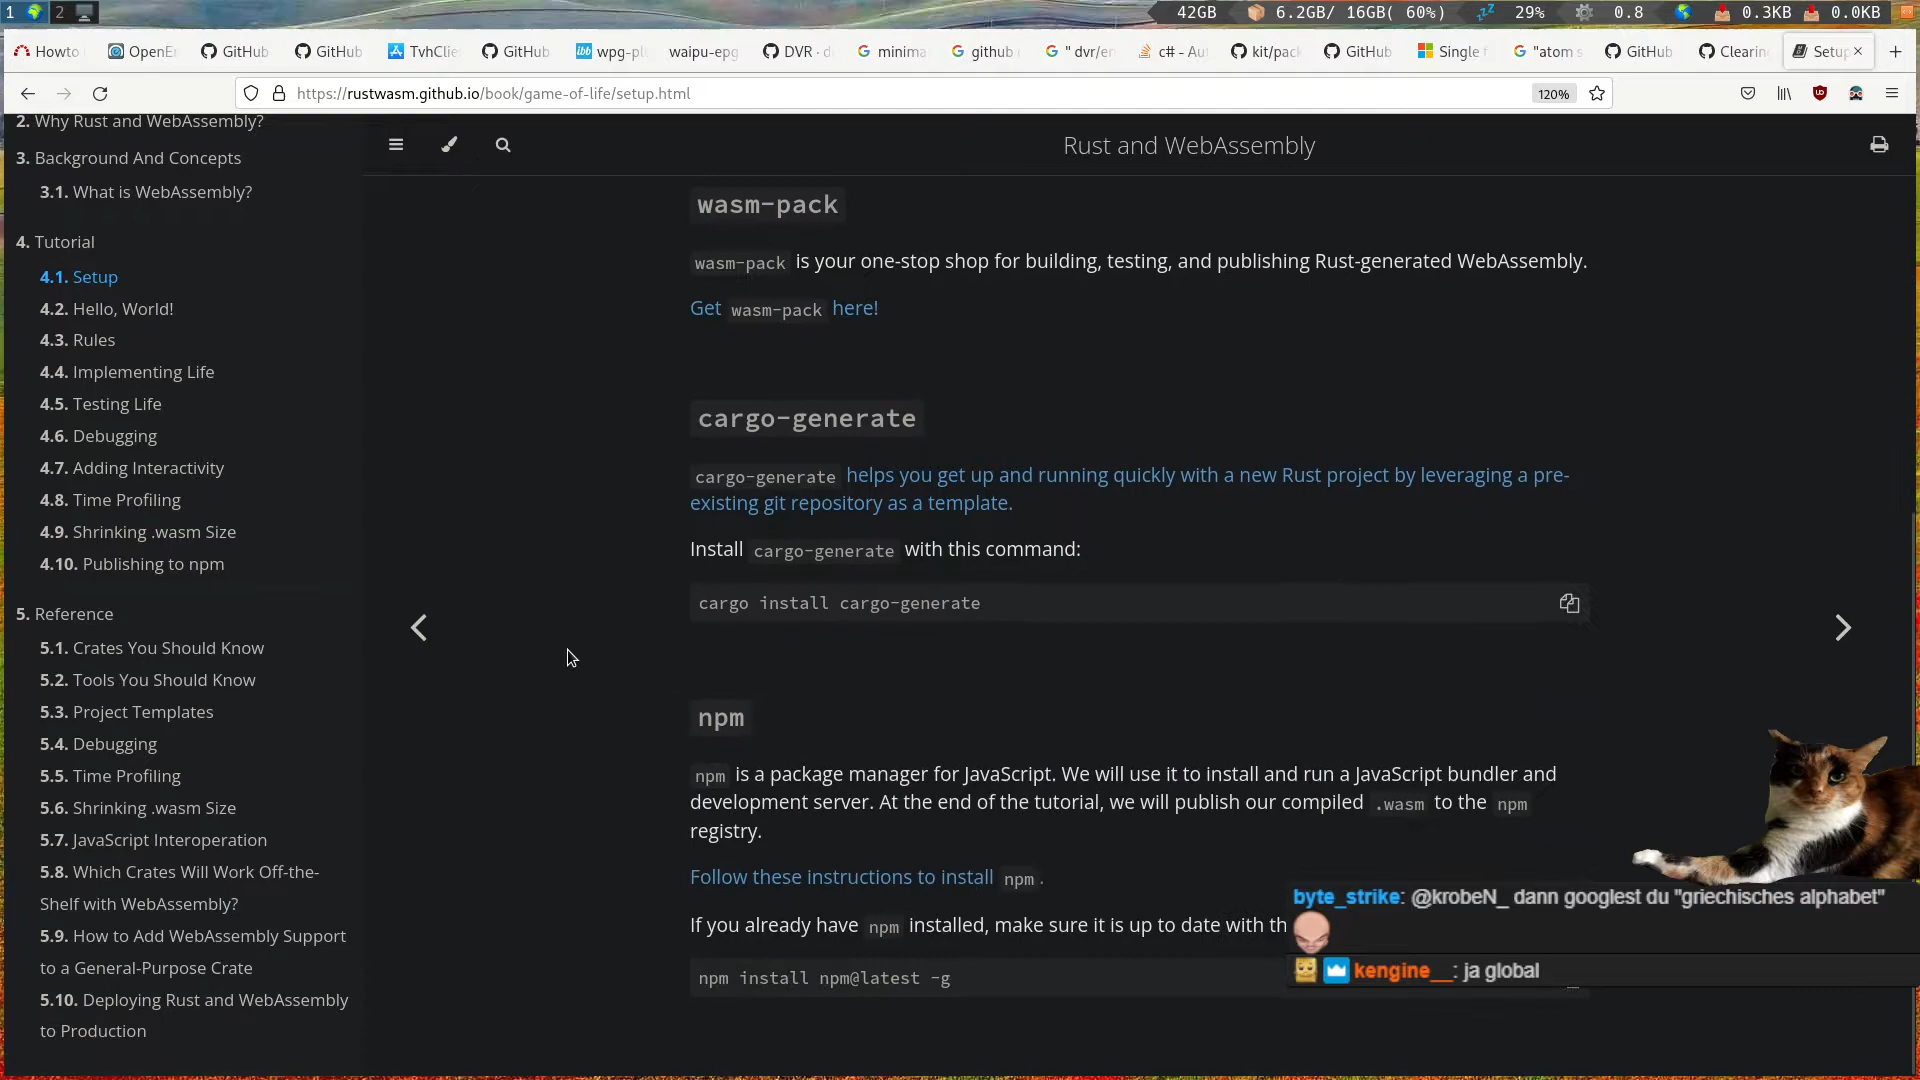 1 2 42GB 6.2GB/ 16GB( 60%) 29% 0.8 0.3KB 0.0KB
Howto OpenE GitHub GitHub TvhClie GitHub wpg-pl waipu-epg DVR · d minima github " dvr/en c# - Au kit/pack GitHub Single f "atom s GitHub Clearin Setup
https://rustwasm.github.io/book/game-of-life/setup.html 120%
2. Why Rust and WebAssembly?
3. Background And Concepts
3.1. What is WebAssembly?
4. Tutorial
4.1. Setup
4.2. Hello, World!
4.3. Rules
4.4. Implementing Life
4.5. Testing Life
4.6. Debugging
4.7. Adding Interactivity
4.8. Time Profiling
4.9. Shrinking .wasm Size
4.10. Publishing to npm
5. Reference
5.1. Crates You Should Know
5.2. Tools You Should Know
5.3. Project Templates
5.4. Debugging
5.5. Time Profiling
5.6. Shrinking .wasm Size
5.7. JavaScript Interoperation
5.8. Which Crates Will Work Off-the-
Shelf with WebAssembly?
5.9. How to Add WebAssembly Support
to a General-Purpose Crate
5.10. Deploying Rust and WebAssembly
to Production
Rust and WebAssembly
wasm-pack
wasm-pack is your one-stop shop for building, testing, and publishing Rust-generated WebAssembly.
Get wasm-pack here!
cargo-generate
cargo-generate helps you get up and running quickly with a new Rust project by leveraging a pre-
existing git repository as a template.
Install cargo-generate with this command:
cargo install cargo-generate
npm
npm is a package manager for JavaScript. We will use it to install and run a JavaScript bundler and
development server. At the end of the tutorial, we will publish our compiled .wasm to the npm
registry.
Follow these instructions to install npm.
If you already have npm installed, make sure it is up to date with th
npm install npm@latest -g
byte_strike: @krobeN_ dann googlest du "griechisches alphabet"
kengine__: ja global